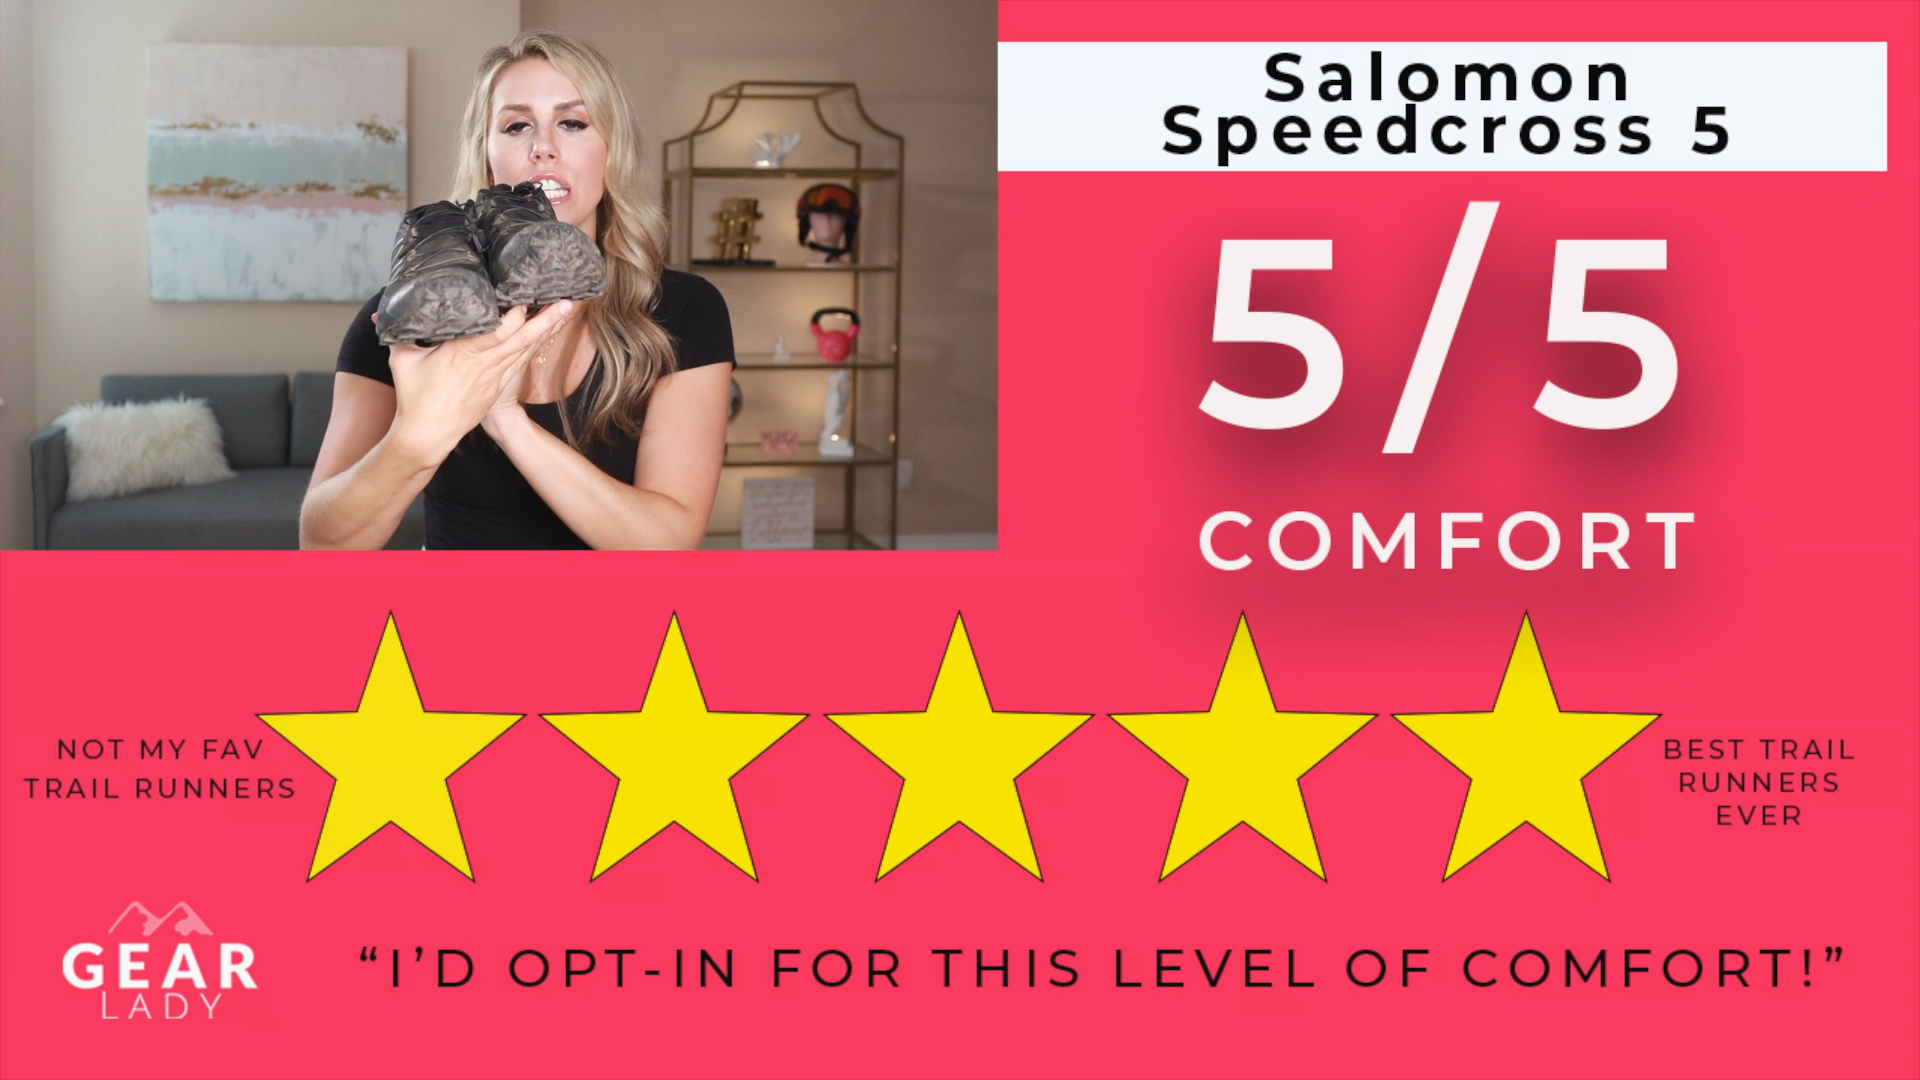 Salomon
Speedcross 5
5/5
COMFORT
NOT MY FAV
TRAIL RUNNERS
BEST TRAIL
RUNNERS
EVER
GEAR
LADY
“I’D OPT-IN FOR THIS LEVEL OF COMFORT!”